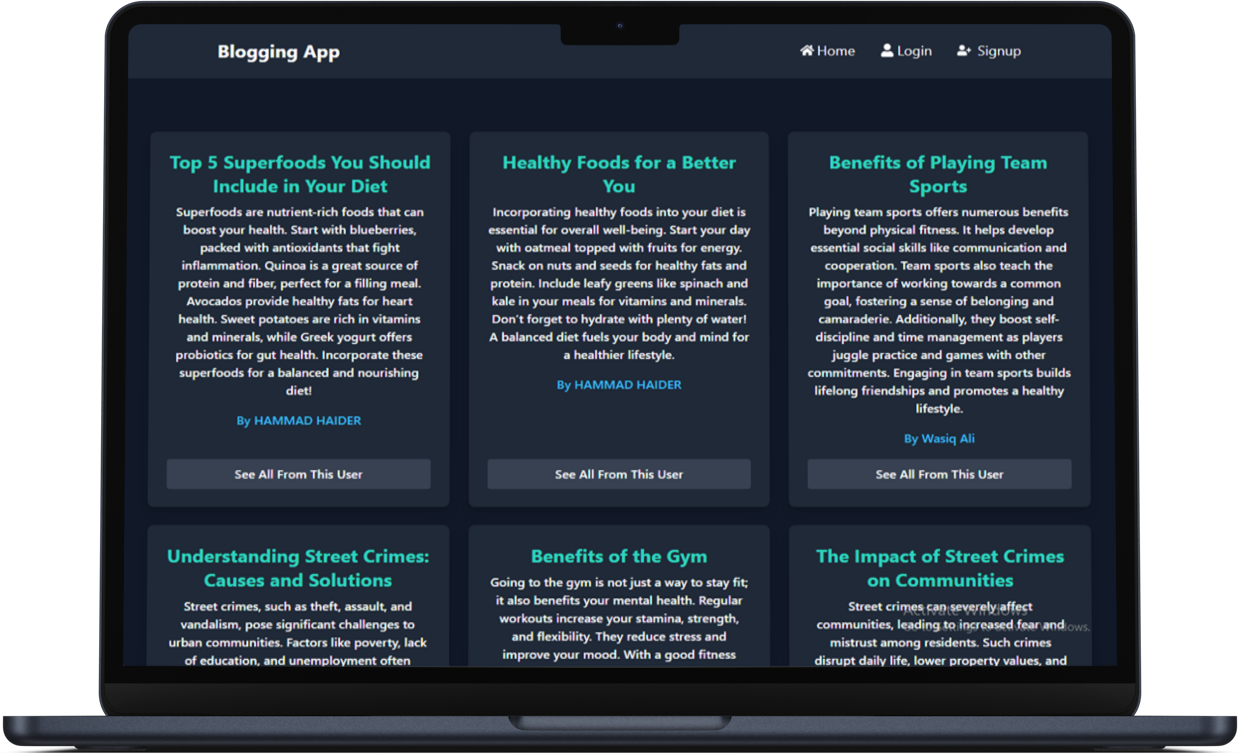 Blogging App
Home
Login
Signup
Top 5 Superfoods You Should
Include in Your Diet
Superfoods are nutrient-rich foods that can
boost your health. Start with blueberries,
packed with antioxidants that fight
inflammation. Quinoa is a great source of
protein and fiber, perfect for a filling meal.
Avocados provide healthy fats for heart
health. Sweet potatoes are rich in vitamins
and minerals, while Greek yogurt offers
probiotics for gut health. Incorporate these
superfoods for a balanced and nourishing
diet!
By HAMMAD HAIDER
See All From This User
Healthy Foods for a Better
You
Incorporating healthy foods into your diet is
essential for overall well-being. Start your day
with oatmeal topped with fruits for energy.
Snack on nuts and seeds for healthy fats and
protein. Include leafy greens like spinach and
kale in your meals for vitamins and minerals.
Don't forget to hydrate with plenty of water!
A balanced diet fuels your body and mind for
a healthier lifestyle.
By HAMMAD HAIDER
See All From This User
Benefits of Playing Team
Sports
Playing team sports offers numerous benefits
beyond physical fitness. It helps develop
essential social skills like communication and
cooperation. Team sports also teach the
importance of working towards a common
goal, fostering a sense of belonging and
camaraderie. Additionally, they boost self-
discipline and time management as players
juggle practice and games with other
commitments. Engaging in team sports builds
lifelong friendships and promotes a healthy
lifestyle.
By Wasiq Ali
See All From This User
Understanding Street Crimes:
Causes and Solutions
Street crimes, such as theft, assault, and
vandalism, pose significant challenges to
urban communities. Factors like poverty, lack
of education, and unemployment often
Benefits of the Gym
Going to the gym is not just a way to stay fit;
it also benefits your mental health. Regular
workouts increase your stamina, strength,
and flexibility. They reduce stress and
improve your mood. With a good fitness
The Impact of Street Crimes
on Communities
Street crimes can severely affect
communities, leading to increased fear and
mistrust among residents. Such crimes
disrupt daily life, lower property values, and
Activate Windows